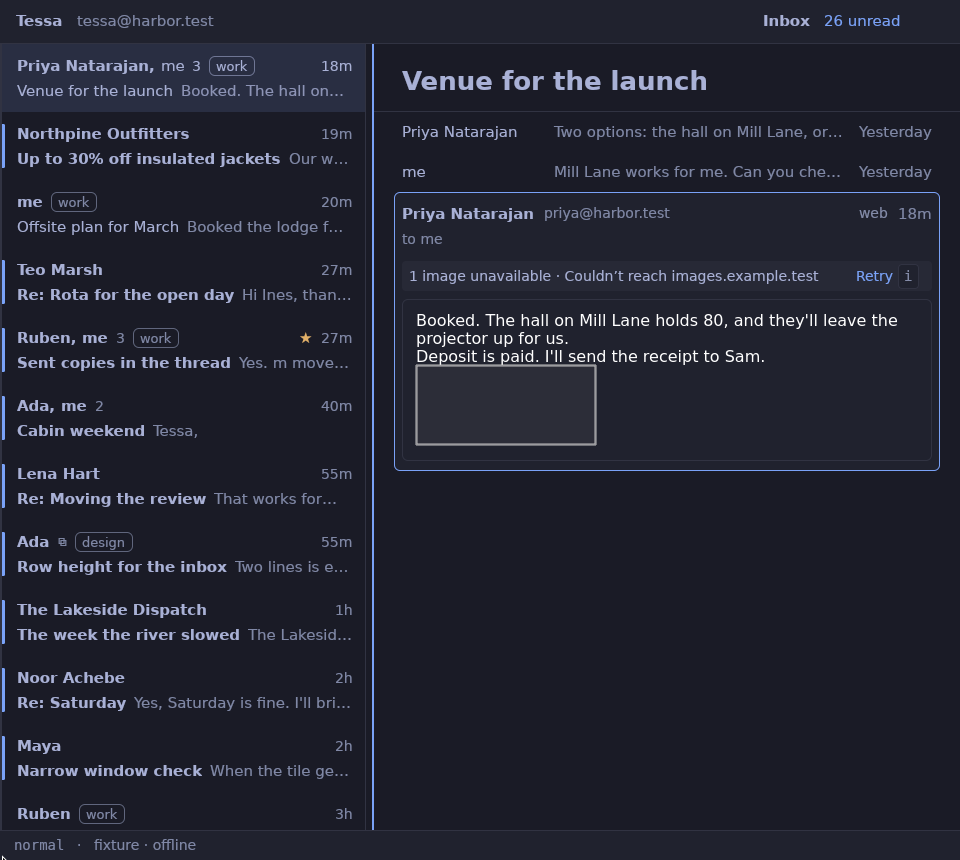 Tessa tessa@harbor.test Inbox 26 unread
Priya Natarajan, me 3 work 18m
Venue for the launch Booked. The hall on…
Northpine Outfitters 19m
Up to 30% off insulated jackets Our w…
me work 20m
Offsite plan for March Booked the lodge f…
Teo Marsh 27m
Re: Rota for the open day Hi Ines, than…
Ruben, me 3 work ★ 27m
Sent copies in the thread Yes. m move…
Ada, me 2 40m
Cabin weekend Tessa,
Lena Hart 55m
Re: Moving the review That works for…
Ada design 55m
Row height for the inbox Two lines is e…
The Lakeside Dispatch 1h
The week the river slowed The Lakesid…
Noor Achebe 2h
Re: Saturday Yes, Saturday is fine. I'll bri…
Maya 2h
Narrow window check When the tile ge…
Ruben work 3h
Venue for the launch
Priya Natarajan Two options: the hall on Mill Lane, or… Yesterday
me Mill Lane works for me. Can you che… Yesterday
Priya Natarajan priya@harbor.test web 18m
to me
1 image unavailable · Couldn’t reach images.example.test Retry i
Booked. The hall on Mill Lane holds 80, and they'll leave the
projector up for us.
Deposit is paid. I'll send the receipt to Sam.
normal · fixture · offline